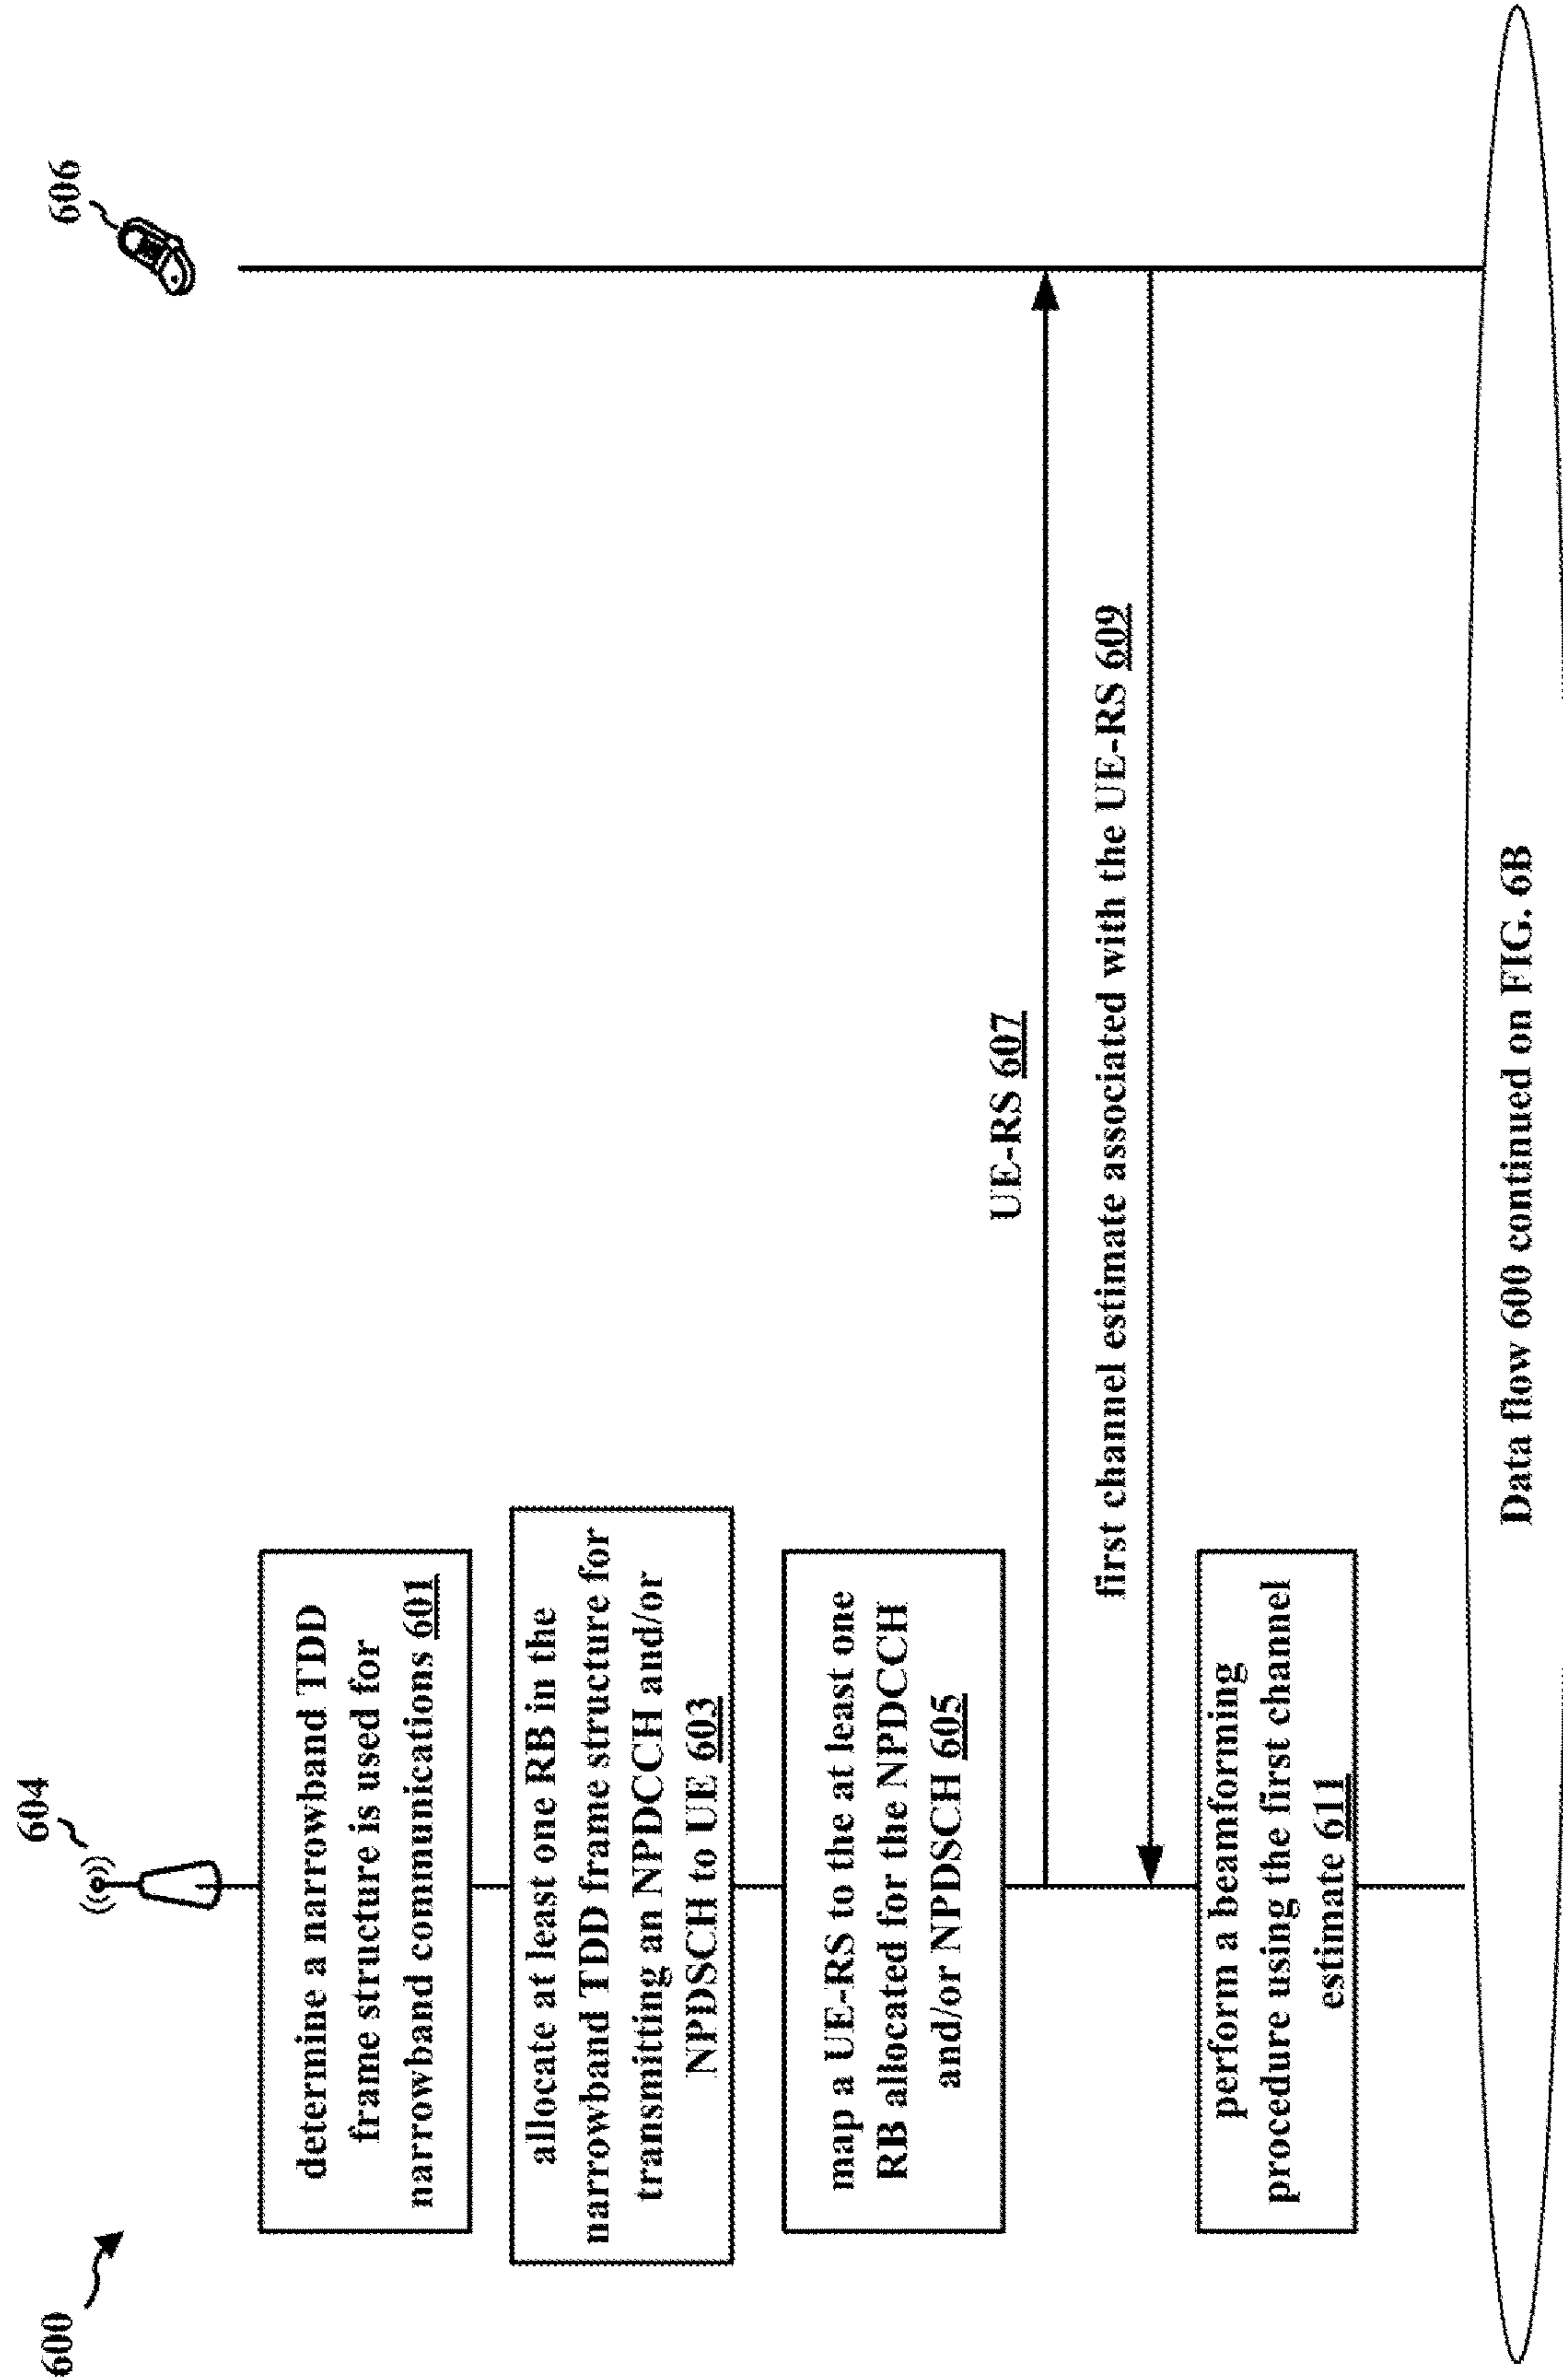 600
604
606
determine a narrowband TDD
frame structure is used for
narrowband communications 601
allocate at least one RB in the
narrowband TDD frame structure for
transmitting an NPDCCH and/or
NPDSCH to UE 603
map a UE-RS to the at least one
RB allocated for the NPDCCH
and/or NPDSCH 605
UE-RS 607
first channel estimate associated with the UE-RS 609
perform a beamforming
procedure using the first channel
estimate 611
Data flow 600 continued on FIG. 6B